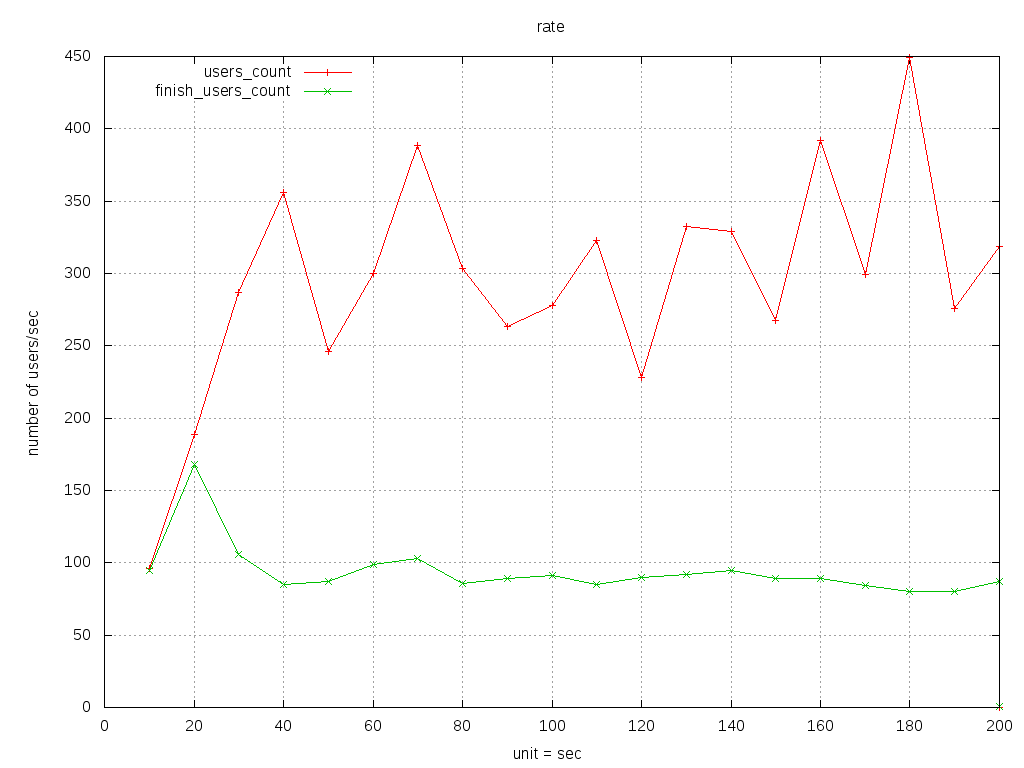 rate
450
users_count
finish_users_count
400
350
300
250
200
150
100
50
0
number of users/sec
0 20 40 60 80 100 120 140 160 180 200
unit = sec